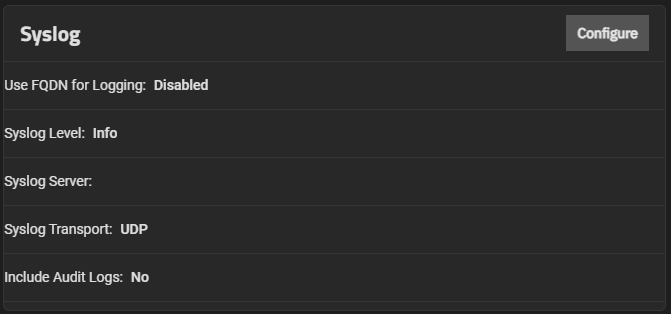 Syslog
Configure
Use FQDN for Logging: Disabled
Syslog Level: Info
Syslog Server:
Syslog Transport: UDP
Include Audit Logs: No